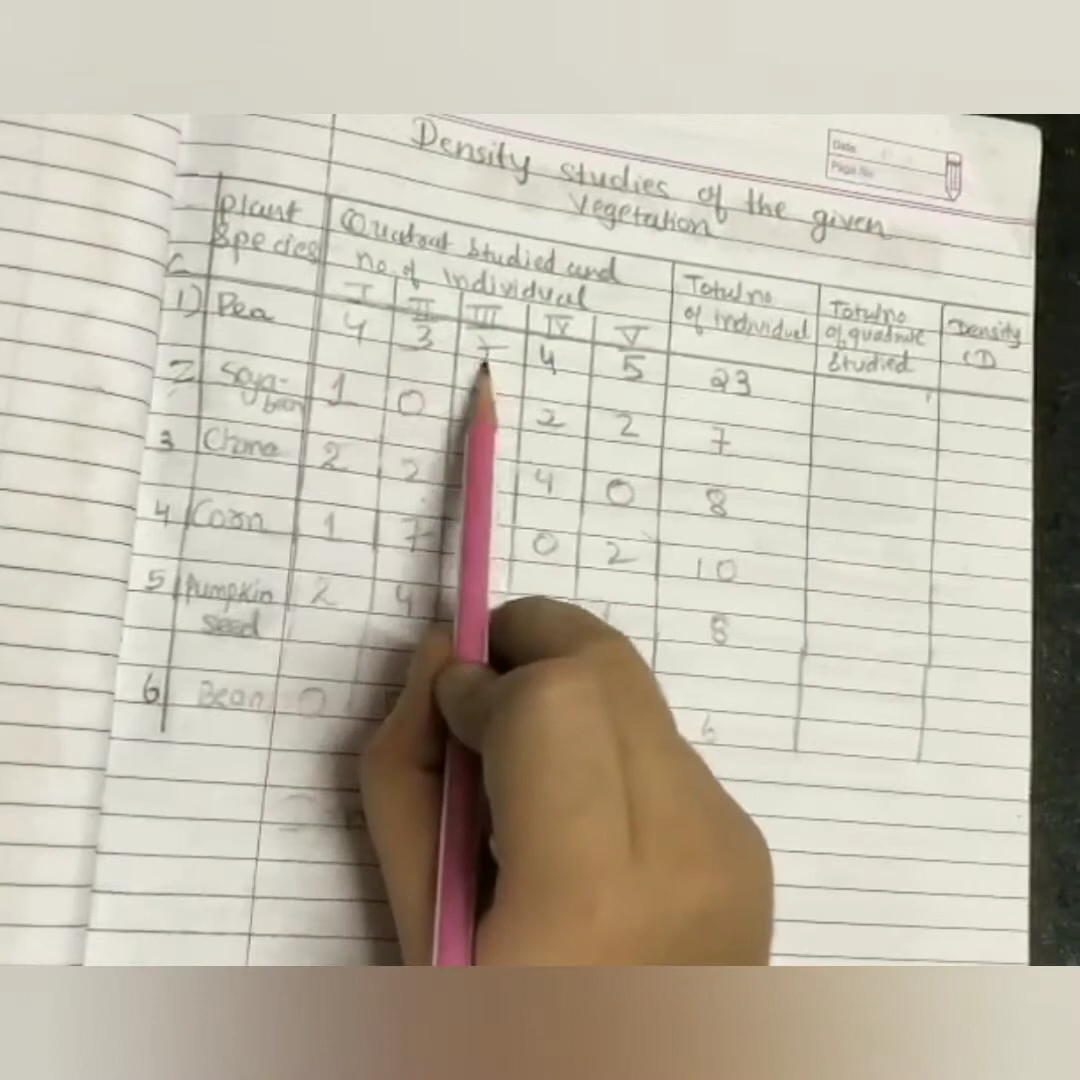 Date
Page No
Density studies of the given
vegetation
Plant Species Quadrat studied and no. of individual Total no of individual Total no of quadrate studied Density (D)
I II III IV V
1) Pea 4 3 7 4 5 23
2 Soya-bean 1 0 2 2 7
3 Chana 2 2 4 0 8
4 Corn 1 7 0 2 10
5 Pumpkin seed 2 4 8
6 Bean 0 6